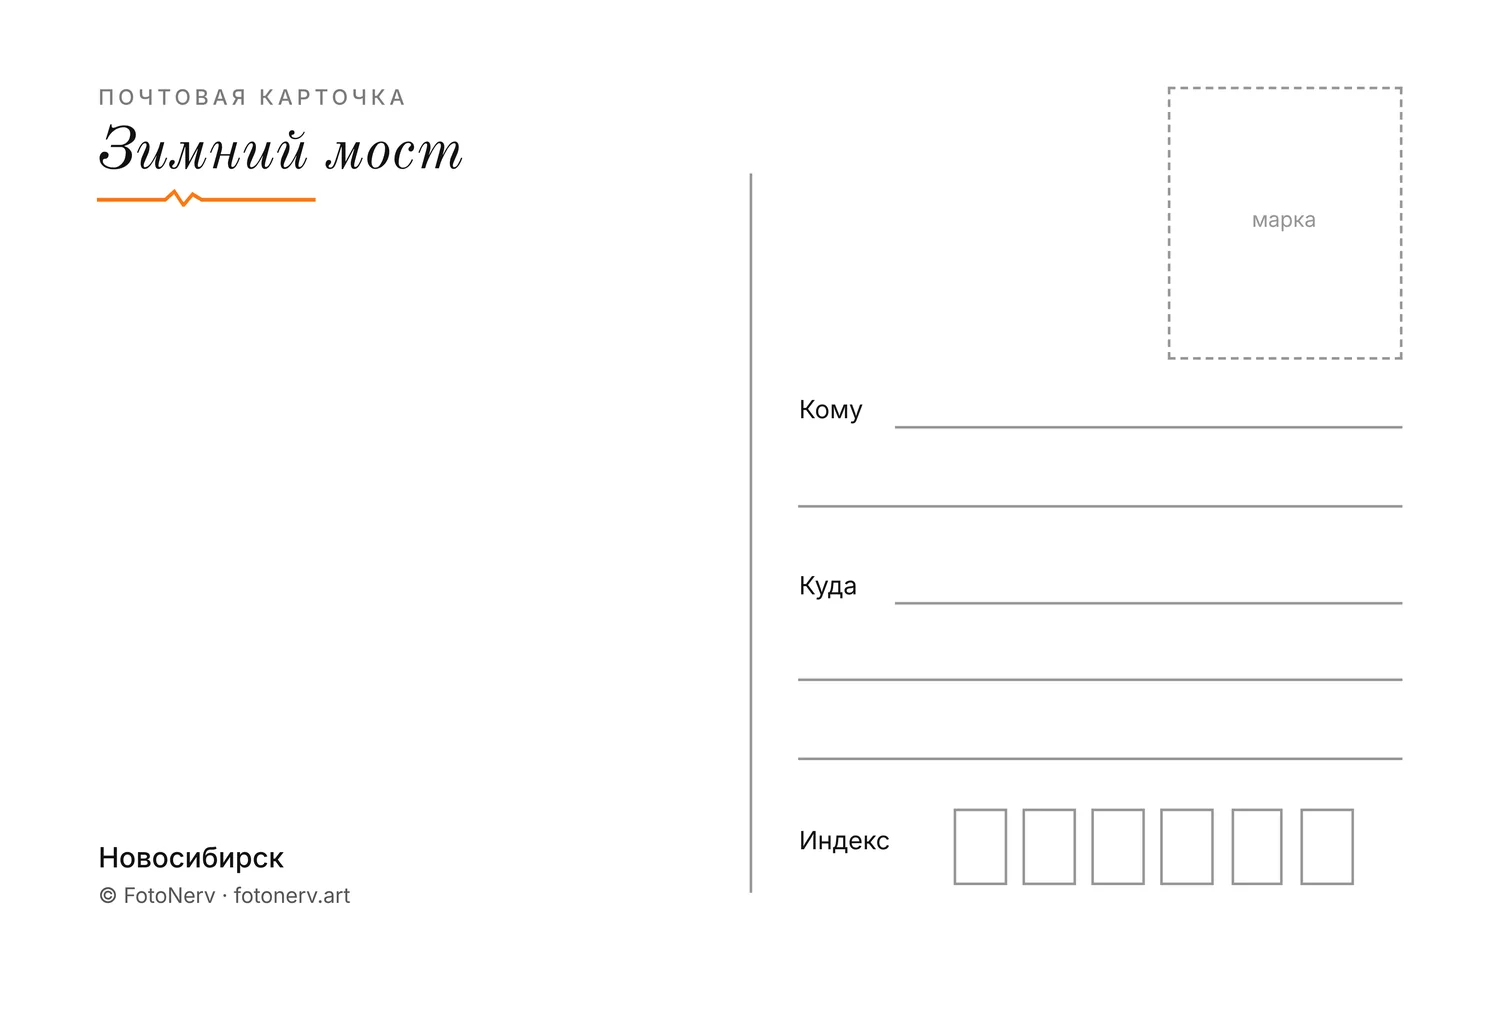 ПОЧТОВАЯ КАРТОЧКА
Зимний мост
марка
Кому
Куда
Индекс
Новосибирск
© FotoNerv · fotonerv.art